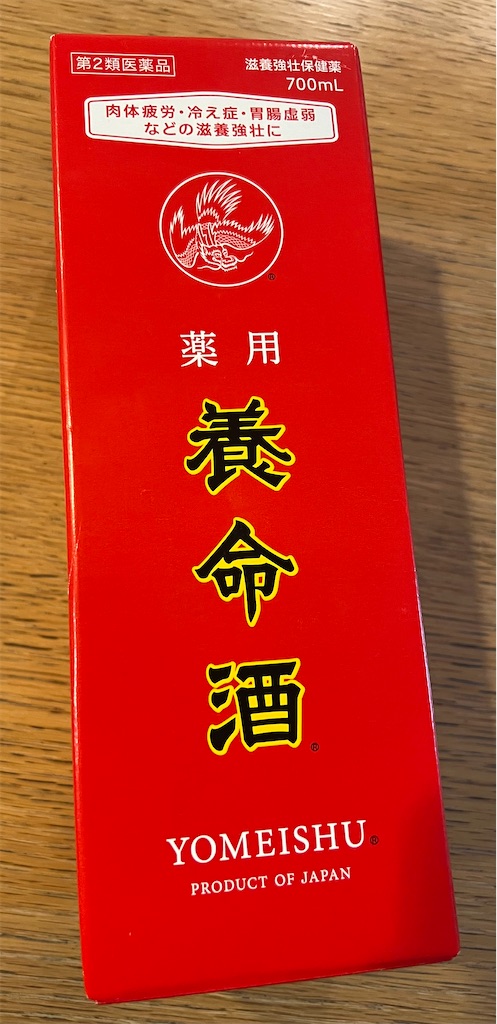 第2類医薬品
滋養強壮保健薬
700mL
肉体疲労・冷え症・胃腸虚弱
などの滋養強壮に
®
薬用
養
命
酒®
YOMEISHU®
PRODUCT OF JAPAN